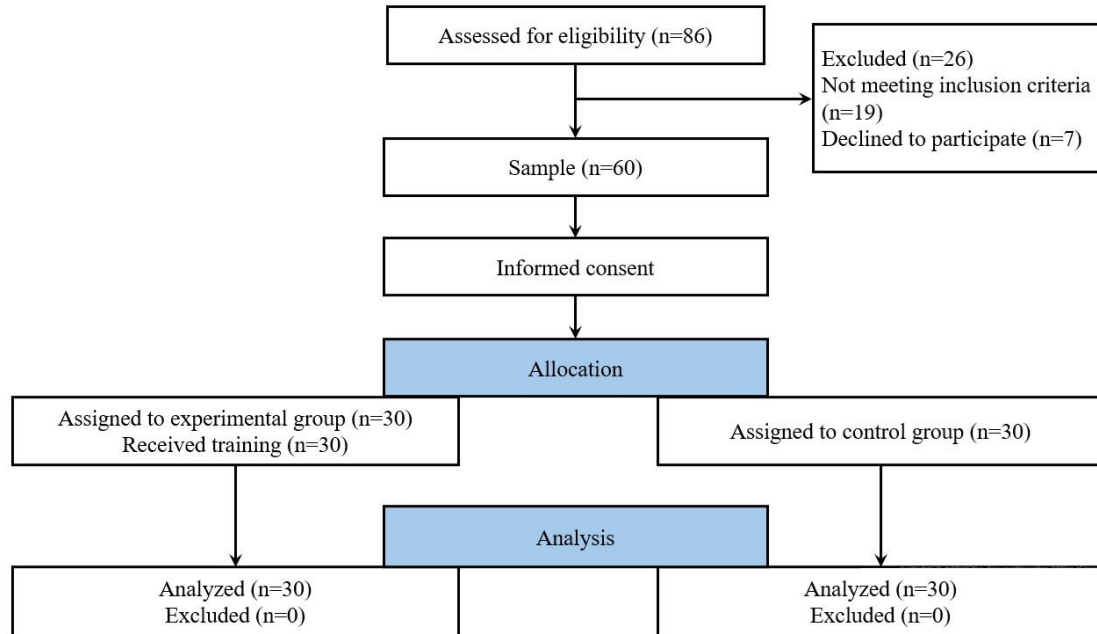 Assessed for eligibility (n=86)
Excluded (n=26)
Not meeting inclusion criteria
(n=19)
Declined to participate (n=7)
Sample (n=60)
Informed consent
Allocation
Assigned to experimental group (n=30)
Received training (n=30)
Assigned to control group (n=30)
Analysis
Analyzed (n=30)
Excluded (n=0)
Analyzed (n=30)
Excluded (n=0)